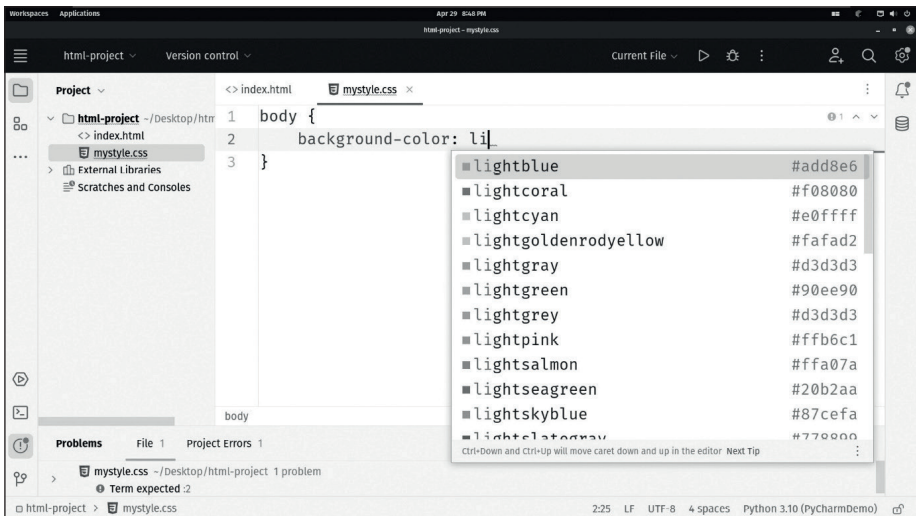 Workspaces Applications
Apr 29 8:48 PM
html-project – mystyle.css
html-project Version control
Current File
Project
<> index.html
mystyle.css ×
html-project ~/Desktop/htm
<> index.html
mystyle.css
External Libraries
Scratches and Consoles
1 body {
1
2 background-color: li
3 }
lightblue #add8e6
lightcoral #f08080
lightcyan #e0ffff
lightgoldenrodyellow #fafad2
lightgray #d3d3d3
lightgreen #90ee90
lightgrey #d3d3d3
lightpink #ffb6c1
lightsalmon #ffa07a
lightseagreen #20b2aa
lightskyblue #87cefa
lightslategray #778899
Ctrl+Down and Ctrl+Up will move caret down and up in the editor Next Tip
body
Problems File 1 Project Errors 1
mystyle.css ~/Desktop/html-project 1 problem
Term expected :2
html-project > mystyle.css
2:25 LF UTF-8 4 spaces Python 3.10 (PyCharmDemo)